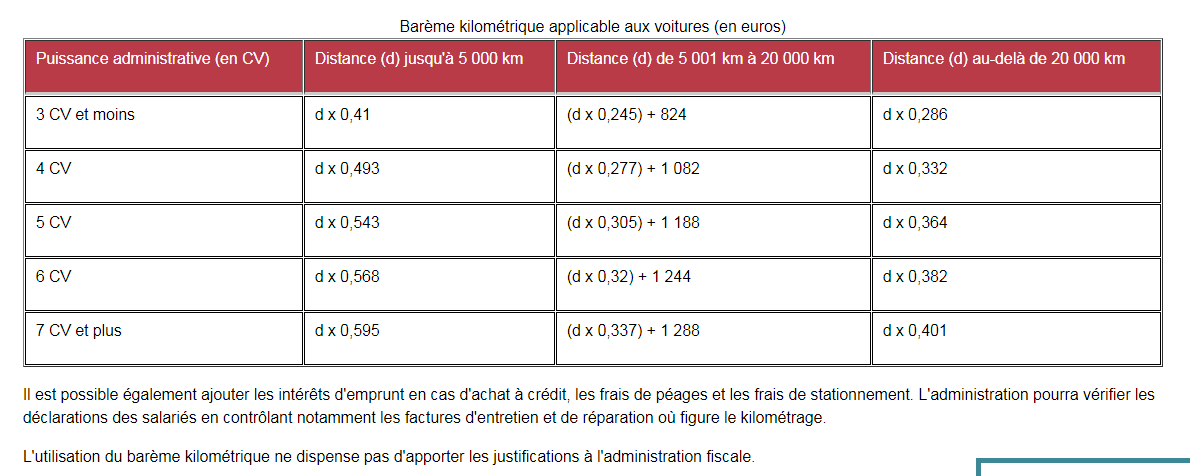 Barème kilométrique applicable aux voitures (en euros)
Puissance administrative (en CV) Distance (d) jusqu'à 5 000 km Distance (d) de 5 001 km à 20 000 km Distance (d) au-delà de 20 000 km
3 CV et moins d x 0,41 (d x 0,245) + 824 d x 0,286
4 CV d x 0,493 (d x 0,277) + 1 082 d x 0,332
5 CV d x 0,543 (d x 0,305) + 1 188 d x 0,364
6 CV d x 0,568 (d x 0,32) + 1 244 d x 0,382
7 CV et plus d x 0,595 (d x 0,337) + 1 288 d x 0,401
Il est possible également ajouter les intérêts d'emprunt en cas d'achat à crédit, les frais de péages et les frais de stationnement. L'administration pourra vérifier les
déclarations des salariés en contrôlant notamment les factures d'entretien et de réparation où figure le kilométrage.
L'utilisation du barème kilométrique ne dispense pas d'apporter les justifications à l'administration fiscale.